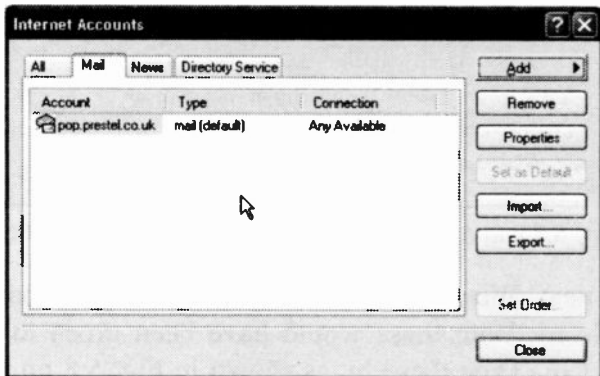 Internet Accounts
All Mail News Directory Service
Add
Account Type Connection
Remove
pop.prestel.co.uk mail (default) Any Available
Properties
Set as Default
Import...
Export...
Set Order...
Close